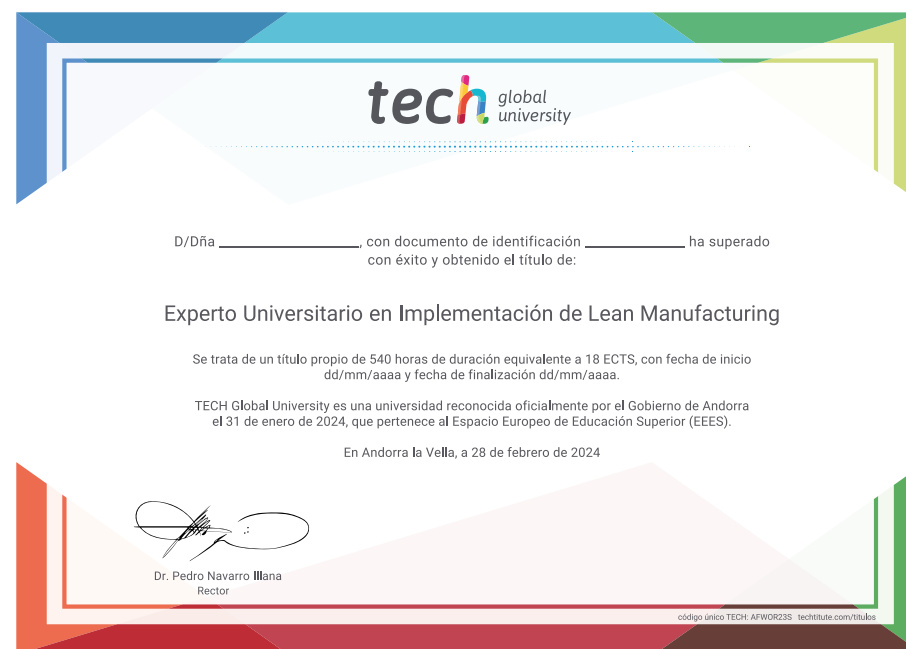 tech global university
D/Dña ____________, con documento de identificación ____________ ha superado
con éxito y obtenido el título de:
Experto Universitario en Implementación de Lean Manufacturing
Se trata de un título propio de 540 horas de duración equivalente a 18 ECTS, con fecha de inicio
dd/mm/aaaa y fecha de finalización dd/mm/aaaa.
TECH Global University es una universidad reconocida oficialmente por el Gobierno de Andorra
el 31 de enero de 2024, que pertenece al Espacio Europeo de Educación Superior (EEES).
En Andorra la Vella, a 28 de febrero de 2024
Dr. Pedro Navarro Illana
Rector
código único TECH: AFWOR23S techtitute.com/titulos